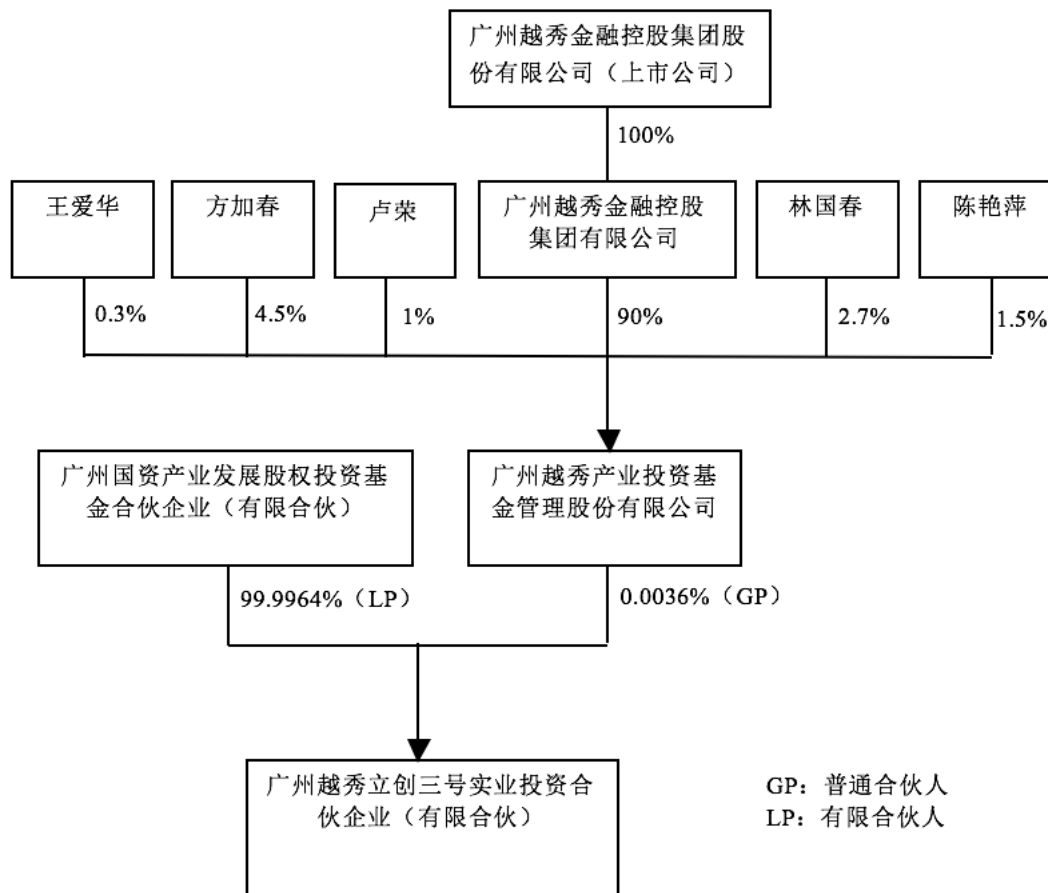 广州越秀金融控股集团股
份有限公司（上市公司）
100%
王爱华
方加春
卢荣
广州越秀金融控股
集团有限公司
林国春
陈艳萍
0.3%
4.5%
1%
90%
2.7%
1.5%
广州国资产业发展股权投资基
金合伙企业（有限合伙）
广州越秀产业投资基
金管理股份有限公司
99.9964%（LP）
0.0036%（GP）
广州越秀立创三号实业投资合
伙企业（有限合伙）
GP：普通合伙人
LP：有限合伙人